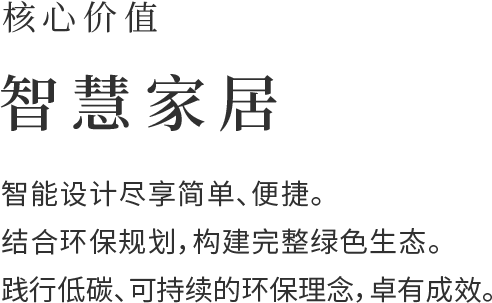 核心价值
智慧家居
智能设计尽享简单、便捷。
结合环保规划，构建完整绿色生态。
践行低碳、可持续的环保理念，卓有成效。